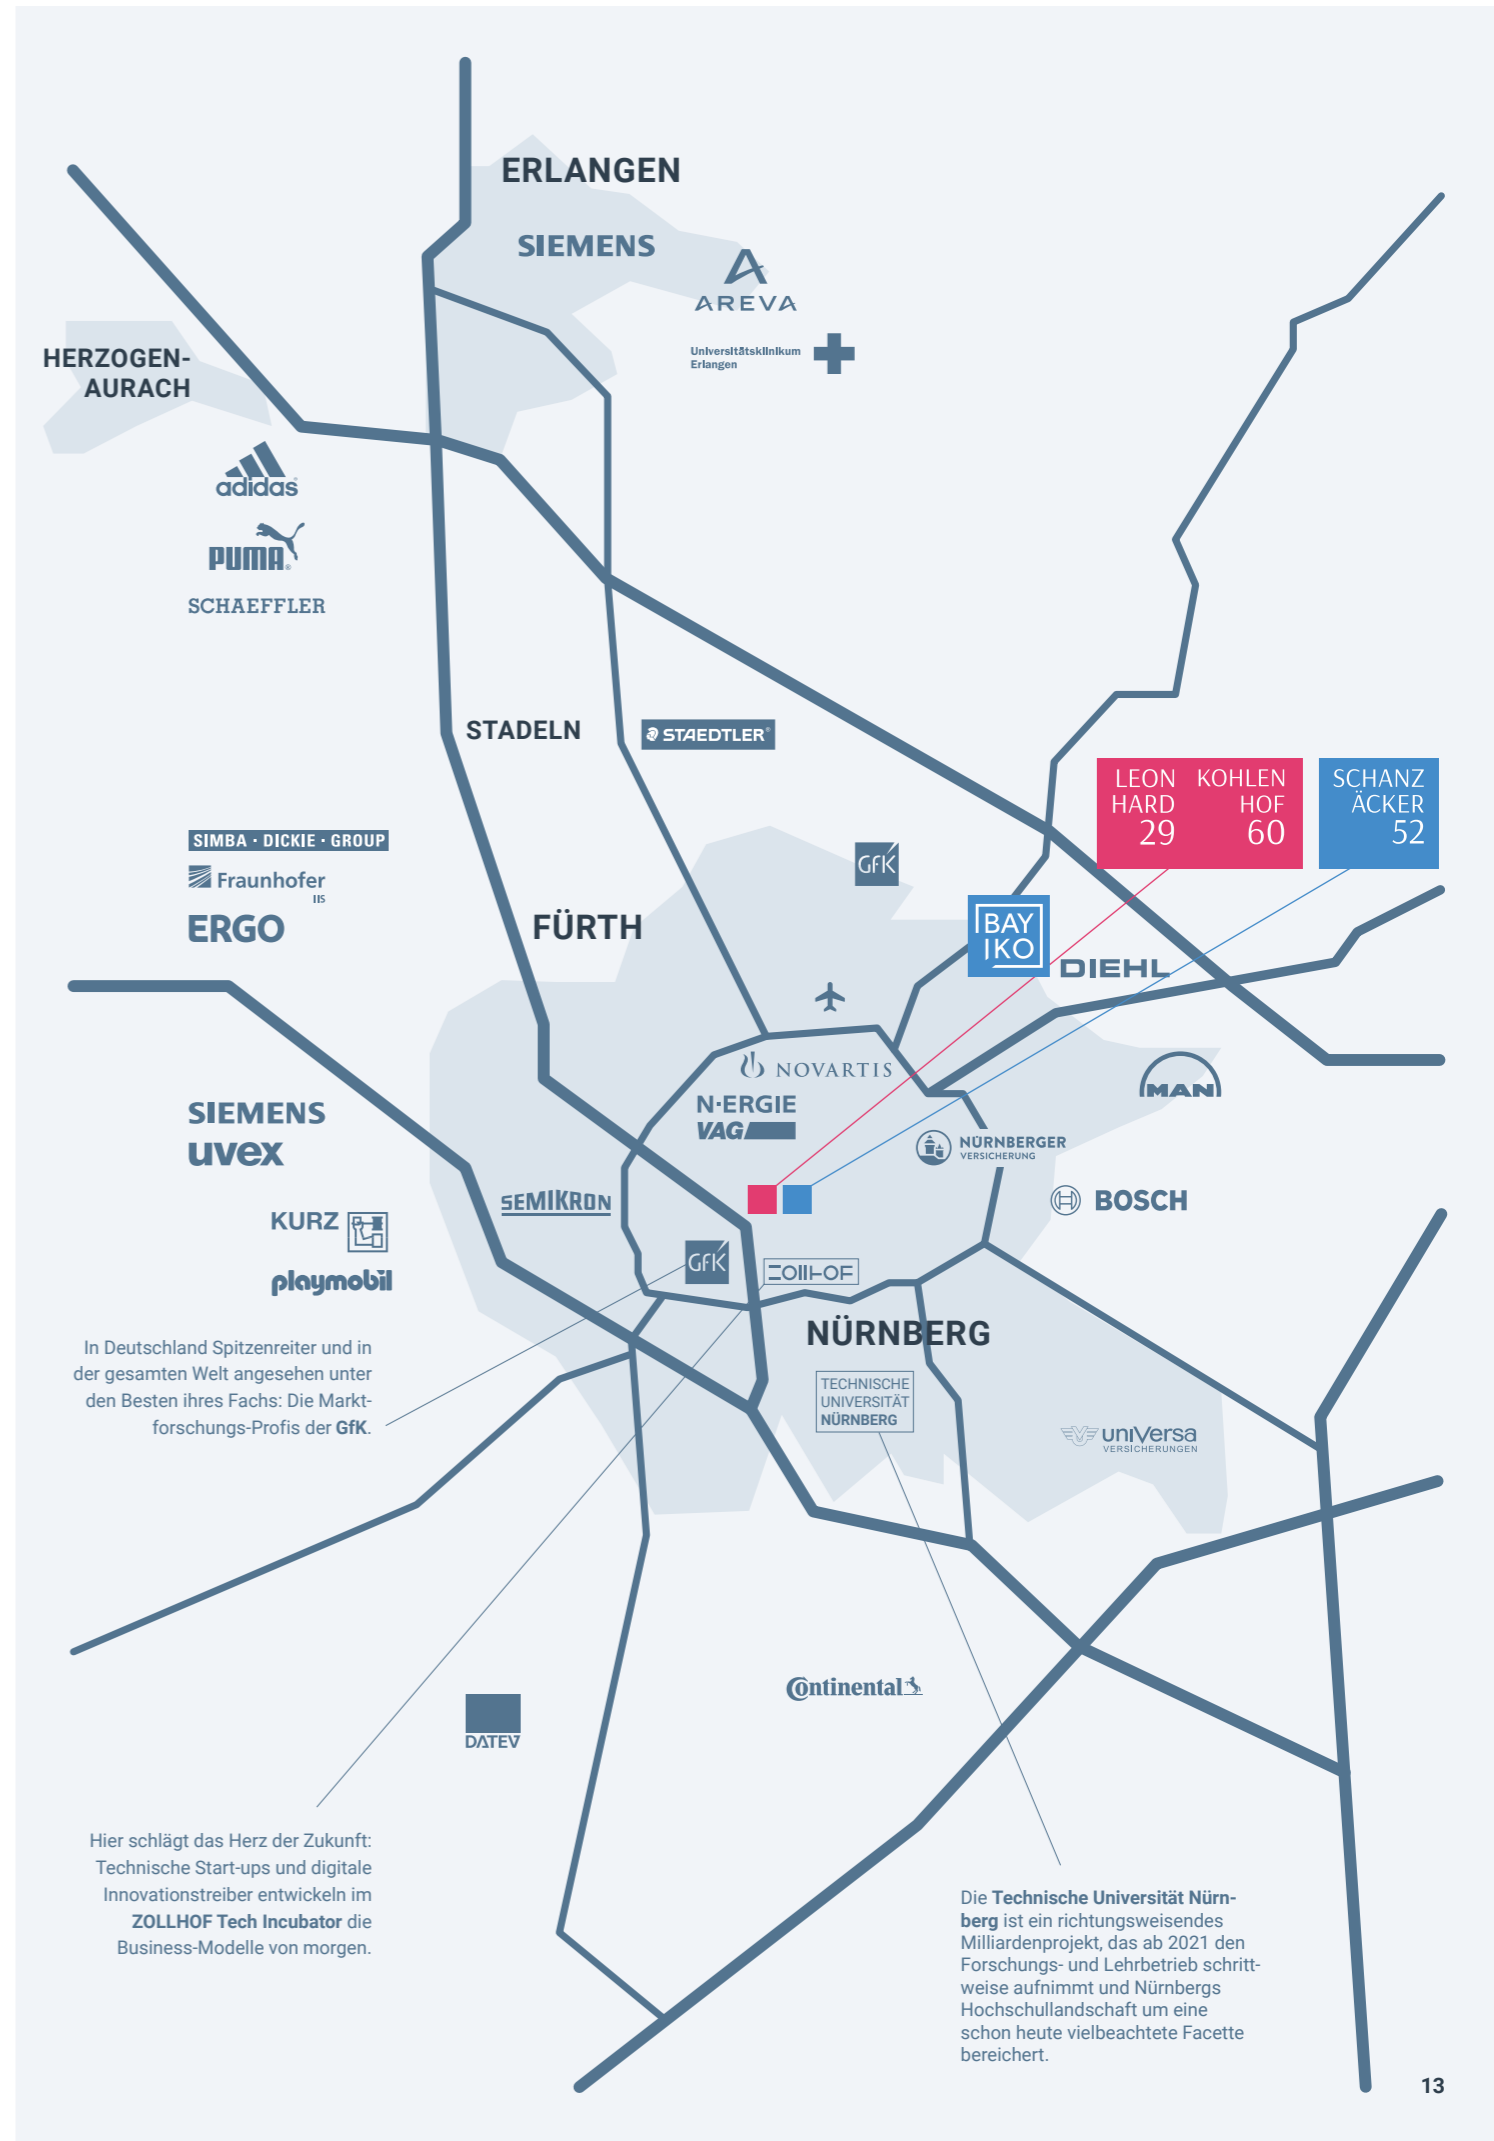 ERLANGEN
SIEMENS
AREVA
Universitätsklinikum
Erlangen
HERZOGEN-
AURACH
adidas
PUMA
SCHAEFFLER
STADELN
STAEDTLER
LEON
HARD
29
KOHLEN
HOF
60
SCHANZ
ÄCKER
52
SIMBA · DICKIE · GROUP
Fraunhofer
IIS
ERGO
FÜRTH
GfK
BAY
IKO
DIEHL
NOVARTIS
N·ERGIE
VAG
MAN
SIEMENS
uvex
NÜRNBERGER
VERSICHERUNG
SEMIKRON
BOSCH
KURZ
playmobil
GfK
ZOLLHOF
NÜRNBERG
TECHNISCHE
UNIVERSITÄT
NÜRNBERG
uniVersa
VERSICHERUNGEN
In Deutschland Spitzenreiter und in
der gesamten Welt angesehen unter
den Besten ihres Fachs: Die Markt-
forschungs-Profis der GfK.
Continental
DATEV
Hier schlägt das Herz der Zukunft:
Technische Start-ups und digitale
Innovationstreiber entwickeln im
ZOLLHOF Tech Incubator die
Business-Modelle von morgen.
Die Technische Universität Nürn-
berg ist ein richtungsweisendes
Milliardenprojekt, das ab 2021 den
Forschungs- und Lehrbetrieb schritt-
weise aufnimmt und Nürnbergs
Hochschullandschaft um eine
schon heute vielbeachtete Facette
bereichert.
13